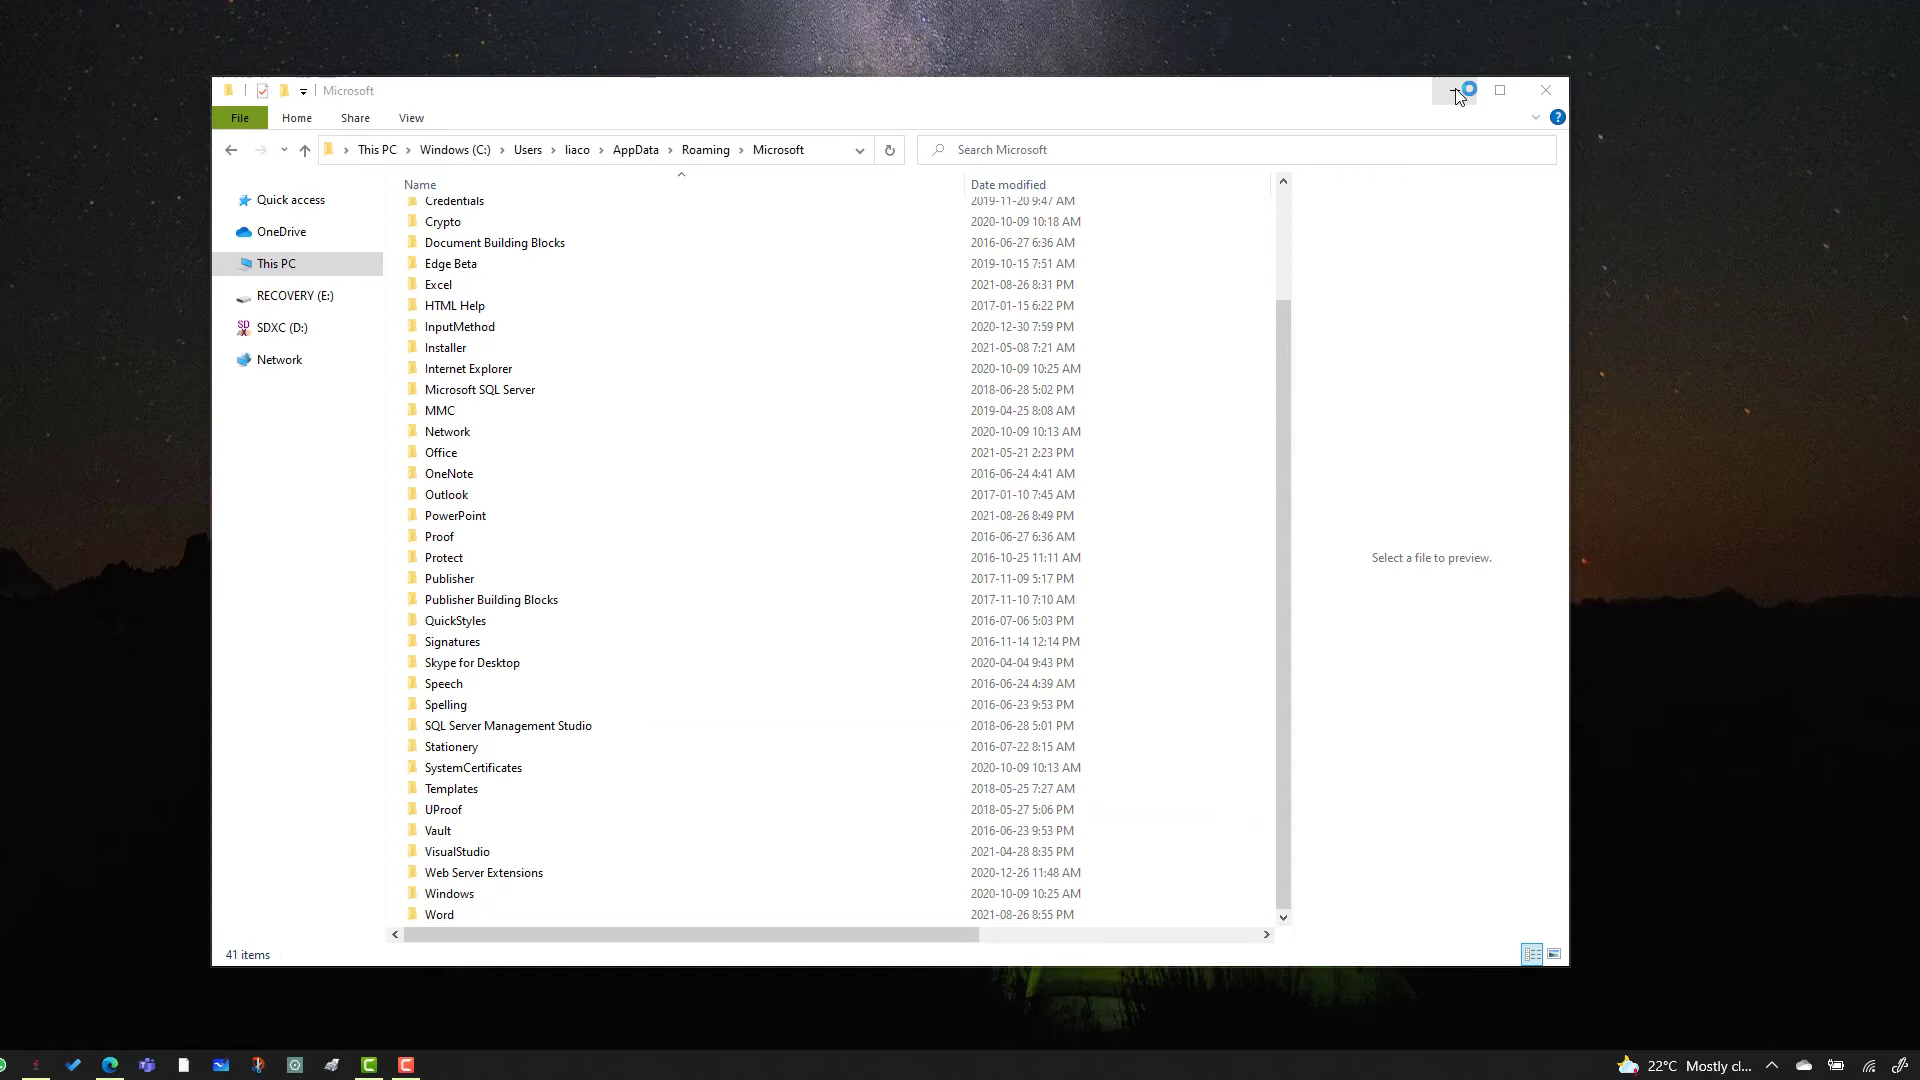 Microsoft
File Home Share View
This PC Windows (C:) Users liaco AppData Roaming Microsoft
Search Microsoft
Name Date modified
Quick access
OneDrive
This PC
RECOVERY (E:)
SDXC (D:)
Network
Credentials 2019-11-20 9:47 AM
Crypto 2020-10-09 10:18 AM
Document Building Blocks 2016-06-27 6:36 AM
Edge Beta 2019-10-15 7:51 AM
Excel 2021-08-26 8:31 PM
HTML Help 2017-01-15 6:22 PM
InputMethod 2020-12-30 7:59 PM
Installer 2021-05-08 7:21 AM
Internet Explorer 2020-10-09 10:25 AM
Microsoft SQL Server 2018-06-28 5:02 PM
MMC 2019-04-25 8:08 AM
Network 2020-10-09 10:13 AM
Office 2021-05-21 2:23 PM
OneNote 2016-06-24 4:41 AM
Outlook 2017-01-10 7:45 AM
PowerPoint 2021-08-26 8:49 PM
Proof 2016-06-27 6:36 AM
Protect 2016-10-25 11:11 AM
Publisher 2017-11-09 5:17 PM
Publisher Building Blocks 2017-11-10 7:10 AM
QuickStyles 2016-07-06 5:03 PM
Signatures 2016-11-14 12:14 PM
Skype for Desktop 2020-04-04 9:43 PM
Speech 2016-06-24 4:39 AM
Spelling 2016-06-23 9:53 PM
SQL Server Management Studio 2018-06-28 5:01 PM
Stationery 2016-07-22 8:15 AM
SystemCertificates 2020-10-09 10:13 AM
Templates 2018-05-25 7:27 AM
UProof 2018-05-27 5:06 PM
Vault 2016-06-23 9:53 PM
VisualStudio 2021-04-28 8:35 PM
Web Server Extensions 2020-12-26 11:48 AM
Windows 2020-10-09 10:25 AM
Word 2021-08-26 8:55 PM
Select a file to preview.
41 items
22°C Mostly cl...